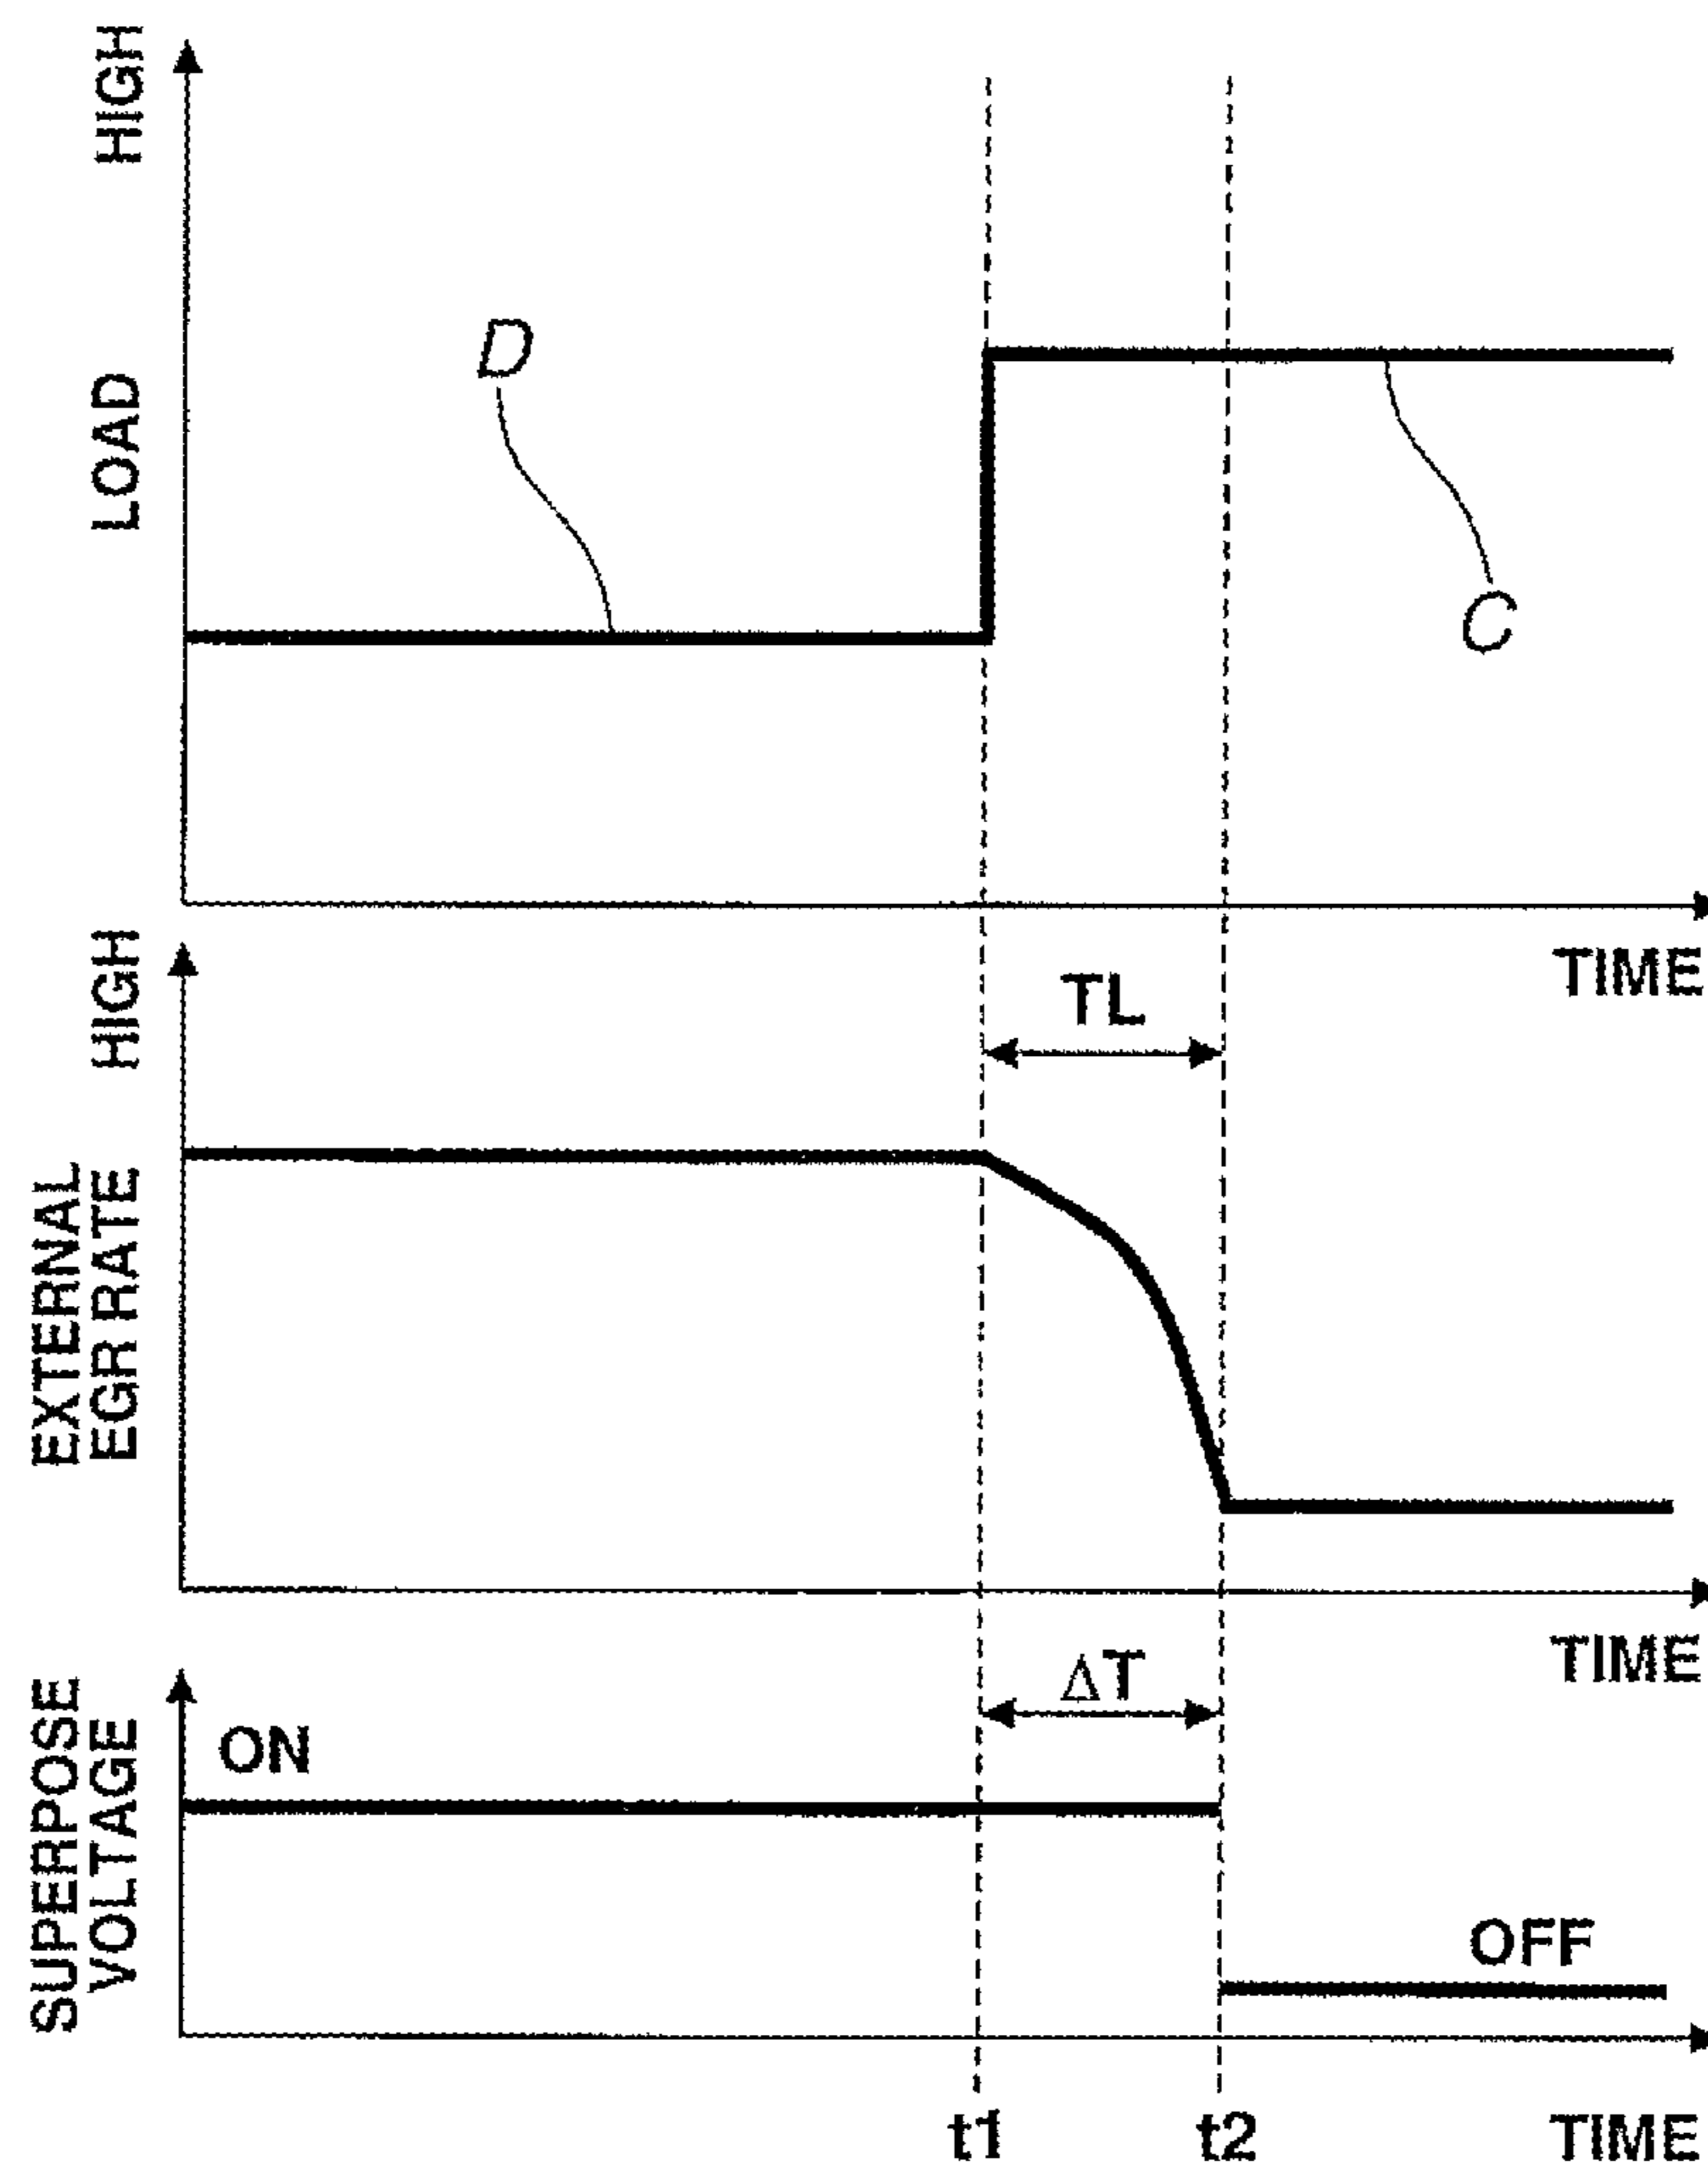 HIGH
LOAD
D
C
TIME
HIGH
EXTERNAL
EGR RATE
TL
TIME
SUPERPOSE
VOLTAGE
ON
ΔT
OFF
t1
t2
TIME